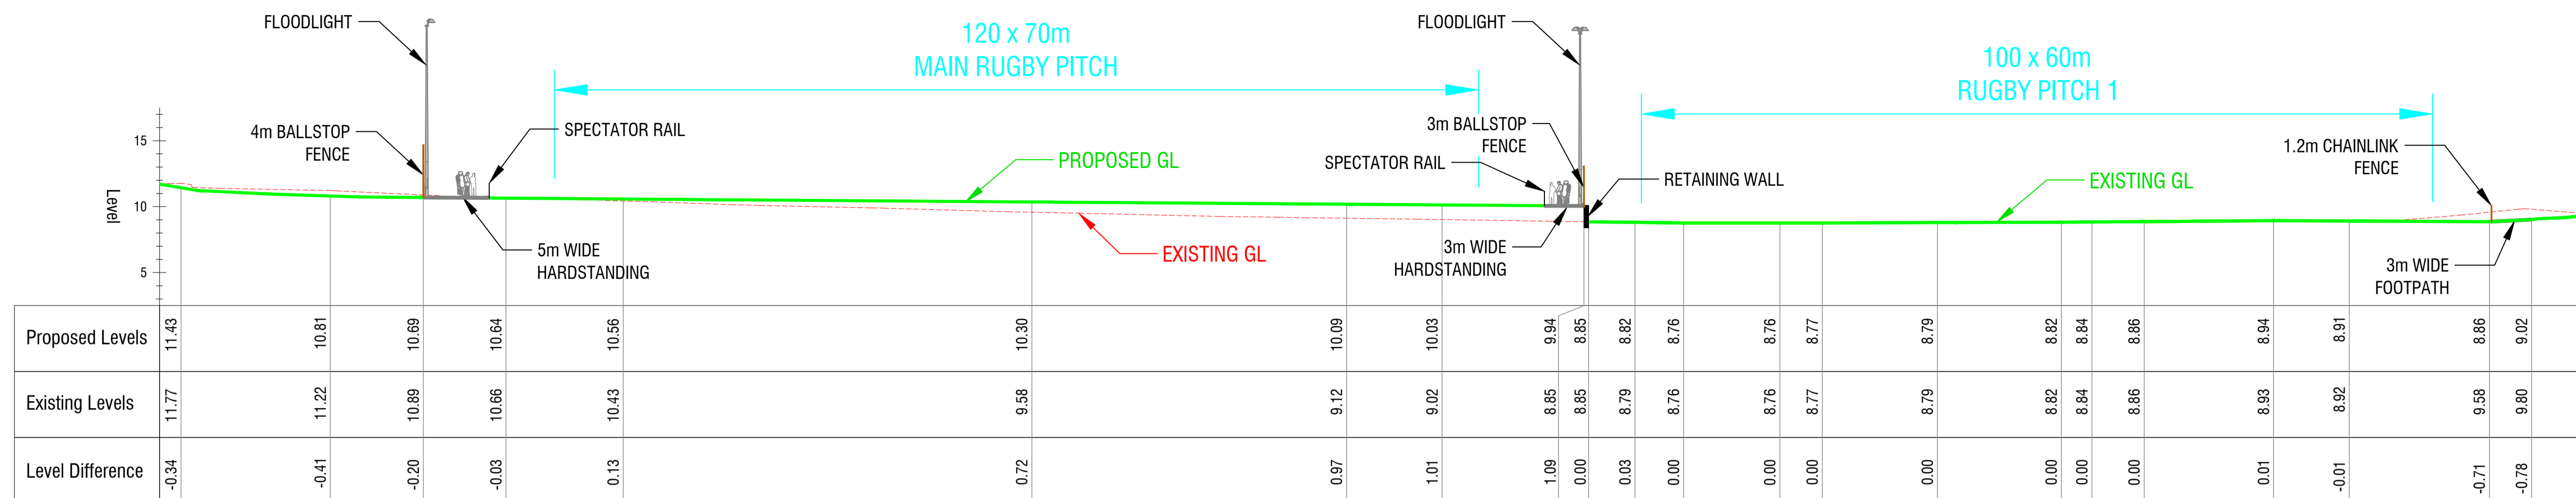 FLOODLIGHT
120 x 70m
MAIN RUGBY PITCH
FLOODLIGHT
100 x 60m
RUGBY PITCH 1
4m BALLSTOP
FENCE
SPECTATOR RAIL
3m BALLSTOP
FENCE
SPECTATOR RAIL
PROPOSED GL
RETAINING WALL
EXISTING GL
1.2m CHAINLINK
FENCE
15
10
5
Level
5m WIDE
HARDSTANDING
EXISTING GL
3m WIDE
HARDSTANDING
3m WIDE
FOOTPATH
Proposed Levels 11.43 10.81 10.69 10.64 10.56 10.30 10.09 10.03 9.94 8.85 8.82 8.76 8.76 8.77 8.79 8.82 8.84 8.86 8.94 8.91 8.86 9.02
Existing Levels 11.77 11.22 10.89 10.66 10.43 9.58 9.12 9.02 8.85 8.85 8.79 8.76 8.76 8.77 8.79 8.82 8.84 8.86 8.93 8.92 9.58 9.80
Level Difference -0.34 -0.41 -0.20 -0.03 0.13 0.72 0.97 1.01 1.09 0.00 0.03 0.00 0.00 0.00 0.00 0.00 0.00 0.00 0.01 -0.01 -0.71 -0.78